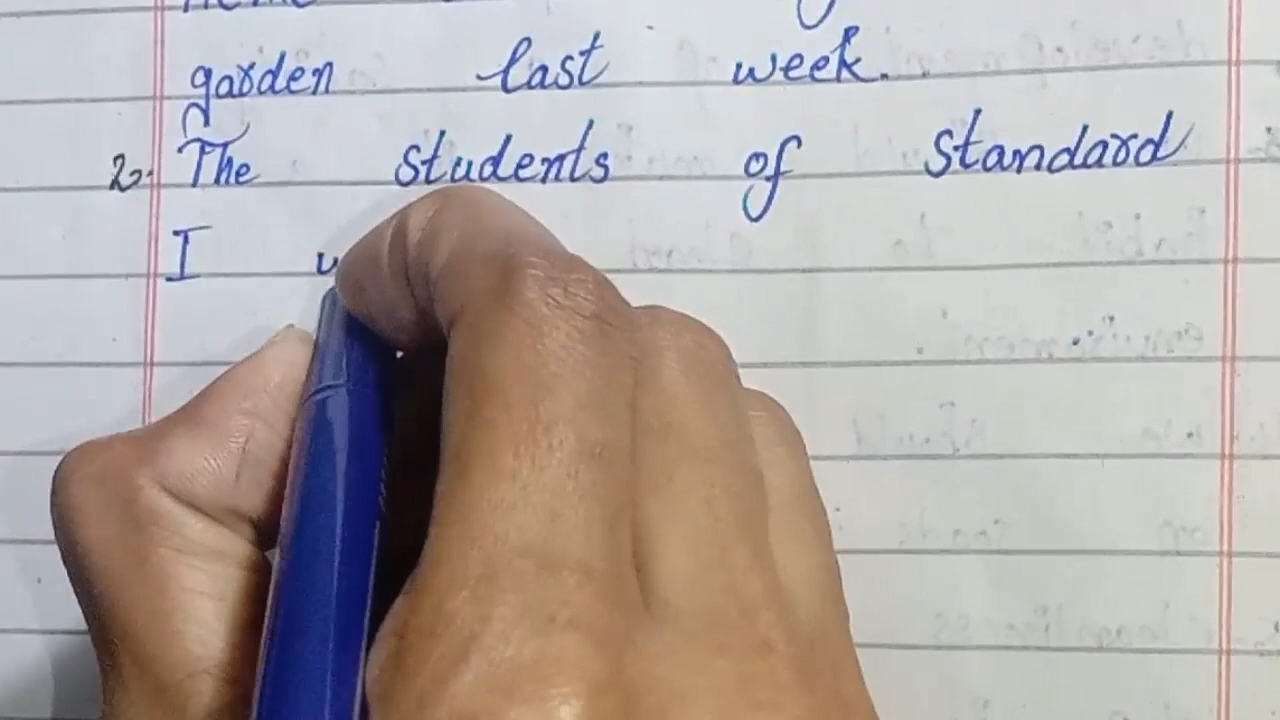 garden last week.
2. The students of standard
I